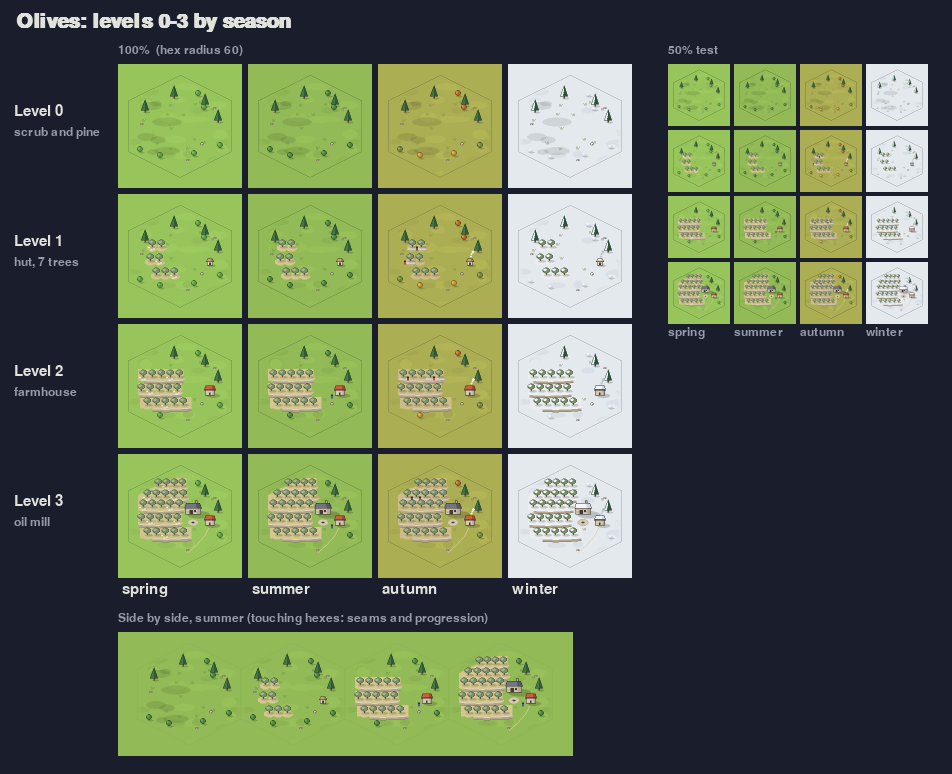 Olives: levels 0-3 by season
100% (hex radius 60)
50% test
Level 0
scrub and pine
Level 1
hut, 7 trees
Level 2
farmhouse
Level 3
oil mill
spring summer autumn winter
spring summer autumn winter
Side by side, summer (touching hexes: seams and progression)